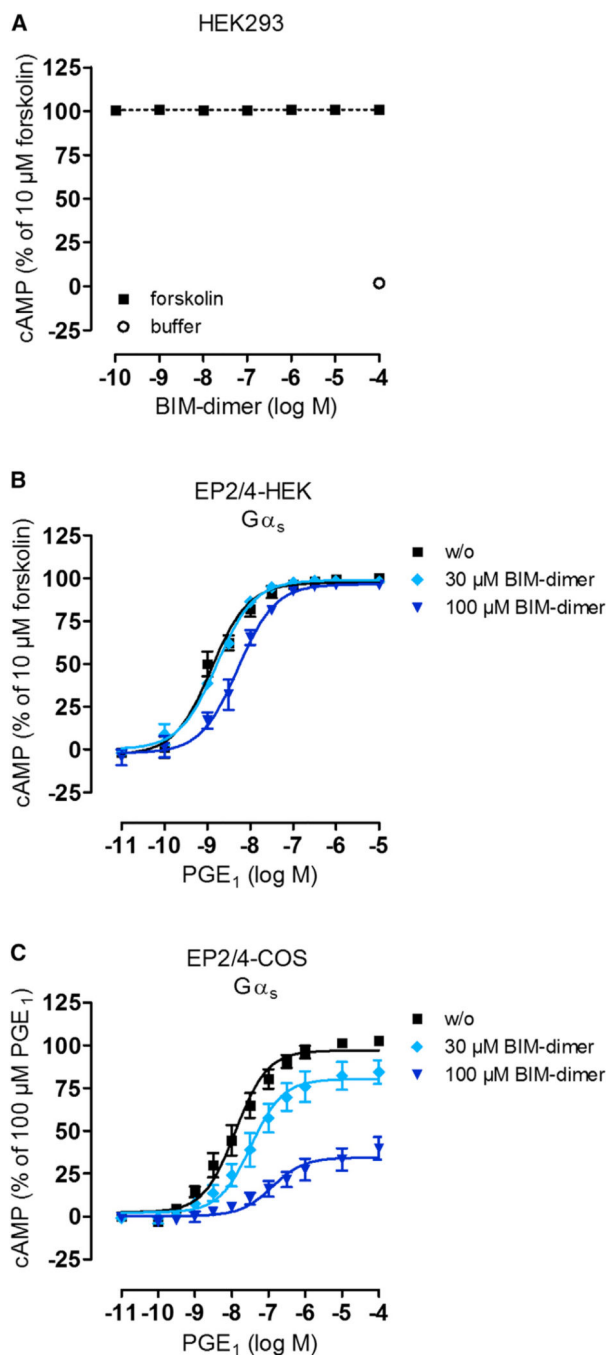 A
HEK293
cAMP (% of 10 µM forskolin)
125
100
75
50
25
0
-25
forskolin
buffer
-10 -9 -8 -7 -6 -5 -4
BIM-dimer (log M)
B
EP2/4-HEK
Gαs
cAMP (% of 10 µM forskolin)
125
100
75
50
25
0
-25
w/o
30 µM BIM-dimer
100 µM BIM-dimer
-11 -10 -9 -8 -7 -6 -5
PGE1 (log M)
C
EP2/4-COS
Gαs
cAMP (% of 100 µM PGE1)
125
100
75
50
25
0
-25
w/o
30 µM BIM-dimer
100 µM BIM-dimer
-11 -10 -9 -8 -7 -6 -5 -4
PGE1 (log M)